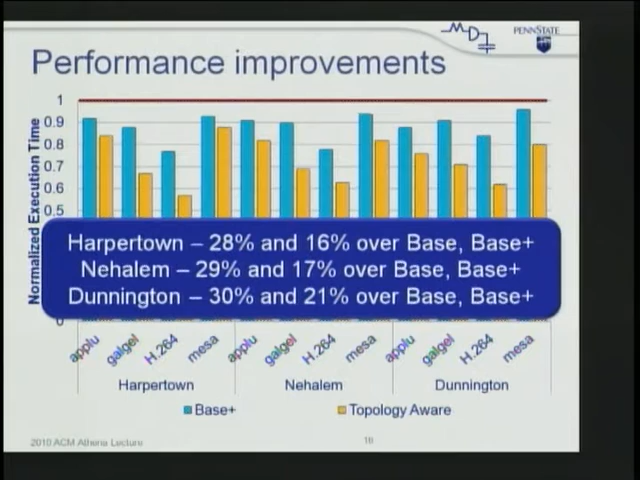 PENNSTATE
Performance improvements
Normalized Execution Time
1
0.9
0.8
0.7
0.6
0.5
0
Harpertown – 28% and 16% over Base, Base+
Nehalem – 29% and 17% over Base, Base+
Dunnington – 30% and 21% over Base, Base+
applu galgel H.264 mesa applu galgel H.264 mesa applu galgel H.264 mesa
Harpertown Nehalem Dunnington
Base+ Topology Aware
2010 ACM Athena Lecture
16